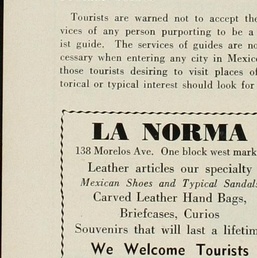 Tourists are warned not to accept the
vices of any person purporting to be a
ist guide. The services of guides are no
cessary when entering any city in Mexico
those tourists desiring to visit places of
torical or typical interest should look for
LA NORMA
138 Morelos Ave. One block west mark
Leather articles our specialty
Mexican Shoes and Typical Sandals
Carved Leather Hand Bags,
Briefcases, Curios
Souvenirs that will last a lifetim
We Welcome Tourists